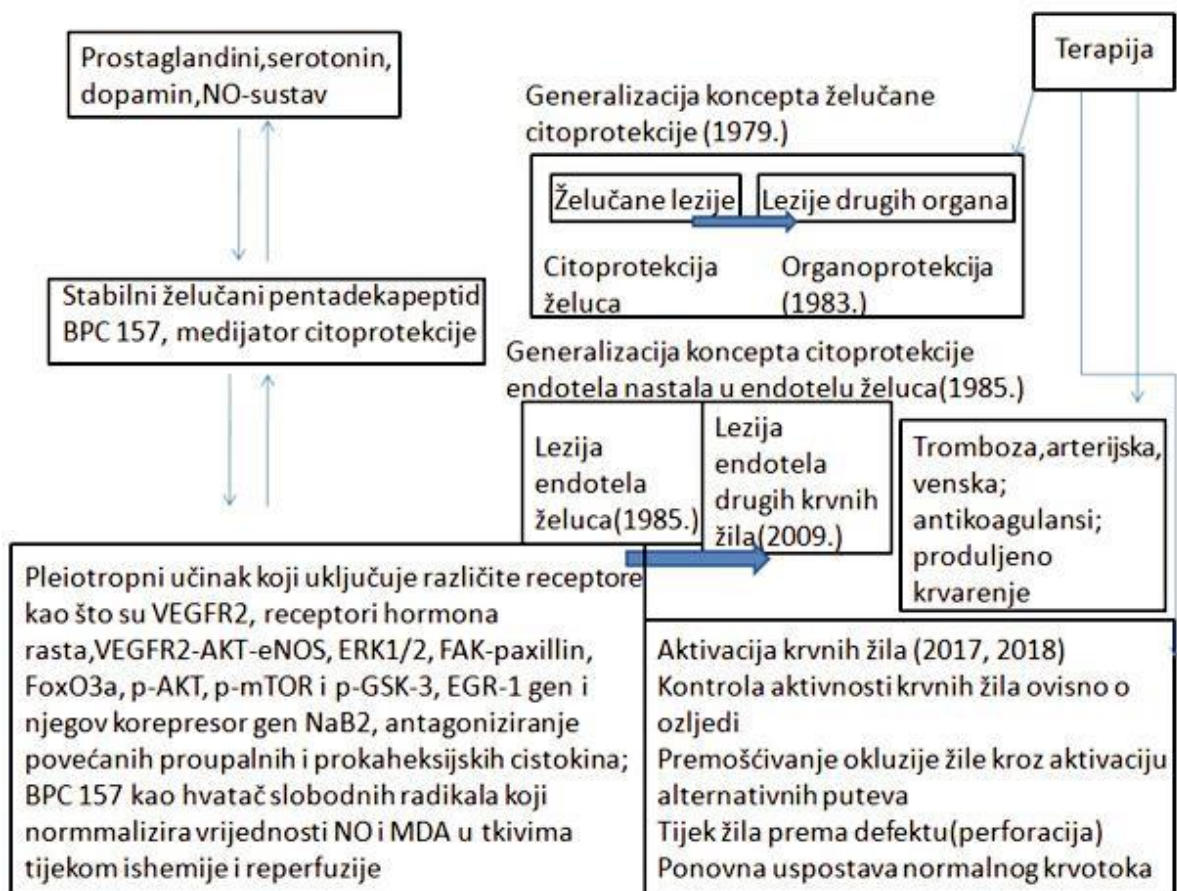 Prostaglandini,serotonin,
dopamin,NO-sustav
Stabilni želučani pentadekapeptid
BPC 157, medijator citoprotekcije
Pleiotropni učinak koji uključuje različite receptore
kao što su VEGFR2, receptori hormona
rasta,VEGFR2-AKT-eNOS, ERK1/2, FAK-paxillin,
FoxO3a, p-AKT, p-mTOR i p-GSK-3, EGR-1 gen i
njegov korepresor gen NaB2, antagoniziranje
povećanih proupalnih i prokaheksijskih cistokina;
BPC 157 kao hvatač slobodnih radikala koji
normmalizira vrijednosti NO i MDA u tkivima
tijekom ishemije i reperfuzije
Terapija
Generalizacija koncepta želučane
citoprotekcije (1979.)
Želučane lezije
Lezije drugih organa
Citoprotekcija
želuca
Organoprotekcija
(1983.)
Generalizacija koncepta citoprotekcije
endotela nastala u endotelu želuca(1985.)
Lezija
endotela
želuca(1985.)
Lezija
endotela
drugih krvnih
žila(2009.)
Tromboza,arterijska,
venska;
antikoagulansi;
produljeno
krvarenje
Aktivacija krvnih žila (2017, 2018)
Kontrola aktivnosti krvnih žila ovisno o
ozljedi
Premošćivanje okluzije žile kroz aktivaciju
alternativnih puteva
Tijek žila prema defektu(perforacija)
Ponovna uspostava normalnog krvotoka